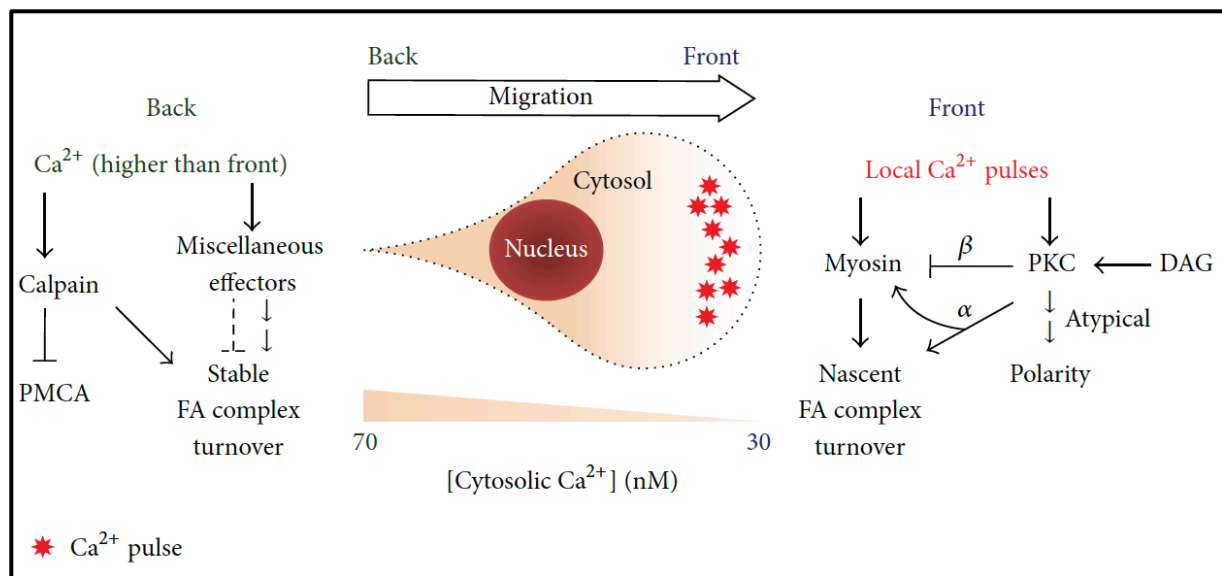 Back
Front
Migration
Back
Ca²⁺ (higher than front)
Calpain
Miscellaneous
effectors
PMCA
Stable
FA complex
turnover
Cytosol
Nucleus
70
30
[Cytosolic Ca²⁺] (nM)
Front
Local Ca²⁺ pulses
Myosin
β
PKC
DAG
α
Atypical
Nascent
FA complex
turnover
Polarity
Ca²⁺ pulse